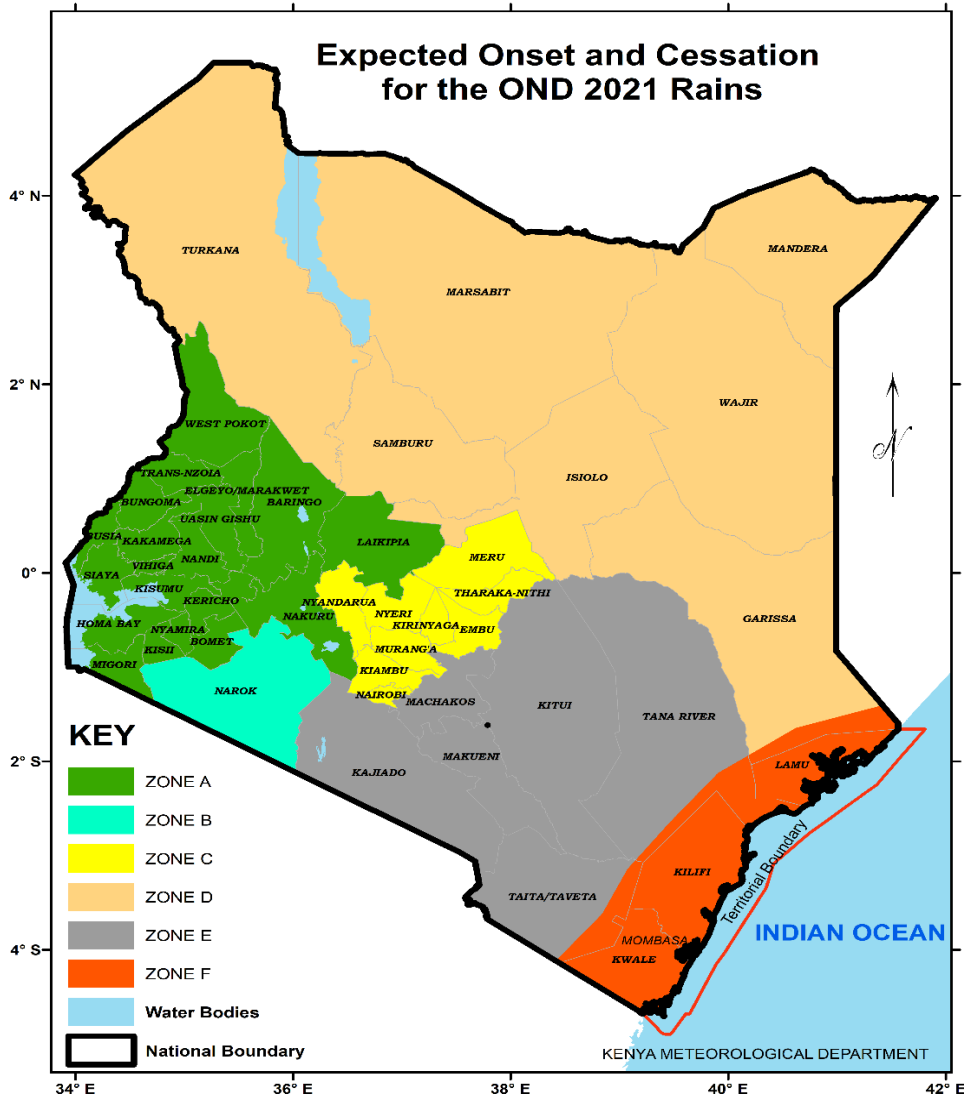 Expected Onset and Cessation
for the OND 2021 Rains
4° N
2° N
0°
2° S
4° S
TURKANA
MARSABIT
MANDERA
WAJIR
SAMBURU
ISIOLO
WEST POKOT
TRANS-NZOIA
ELGEYO/MARAKWET
BUNGOMA
BARINGO
UASIN GISHU
BUSIA
KAKAMEGA
LAIKIPIA
NANDI
VIHIGA
SIAYA
KISUMU
MERU
THARAKA-NITHI
KERICHO
NYANDARUA
NAKURU
NYERI
HOMA BAY
NYAMIRA
KIRINYAGA
EMBU
GARISSA
KISII
BOMET
MURANG'A
MIGORI
KIAMBU
NAROK
NAIROBI
MACHAKOS
KITUI
TANA RIVER
MAKUENI
KAJIADO
LAMU
TAITA/TAVETA
KILIFI
MOMBASA
KWALE
Territorial Boundary
INDIAN OCEAN
N
KEY
ZONE A
ZONE B
ZONE C
ZONE D
ZONE E
ZONE F
Water Bodies
National Boundary
KENYA METEOROLOGICAL DEPARTMENT
34° E
36° E
38° E
40° E
42° E